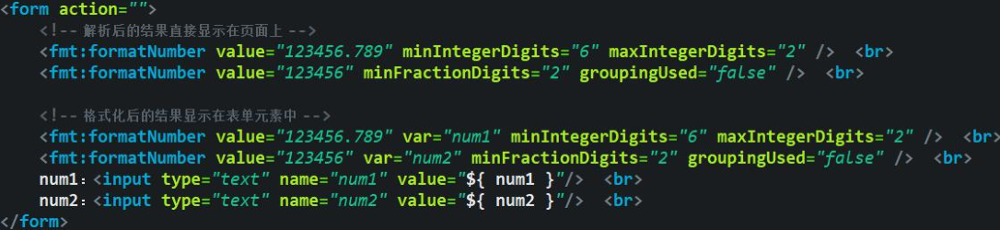 <form action="">
<!-- 解析后的结果直接显示在页面上 -->
<fmt:formatNumber value="123456.789" minIntegerDigits="6" maxIntegerDigits="2" /> <br>
<fmt:formatNumber value="123456" minFractionDigits="2" groupingUsed="false" /> <br>
<!-- 格式化后的结果显示在表单元素中 -->
<fmt:formatNumber value="123456.789" var="num1" minIntegerDigits="6" maxIntegerDigits="2" /> <br>
<fmt:formatNumber value="123456" var="num2" minFractionDigits="2" groupingUsed="false" /> <br>
num1：<input type="text" name="num1" value="${ num1 }"/> <br>
num2：<input type="text" name="num2" value="${ num2 }"/> <br>
</form>